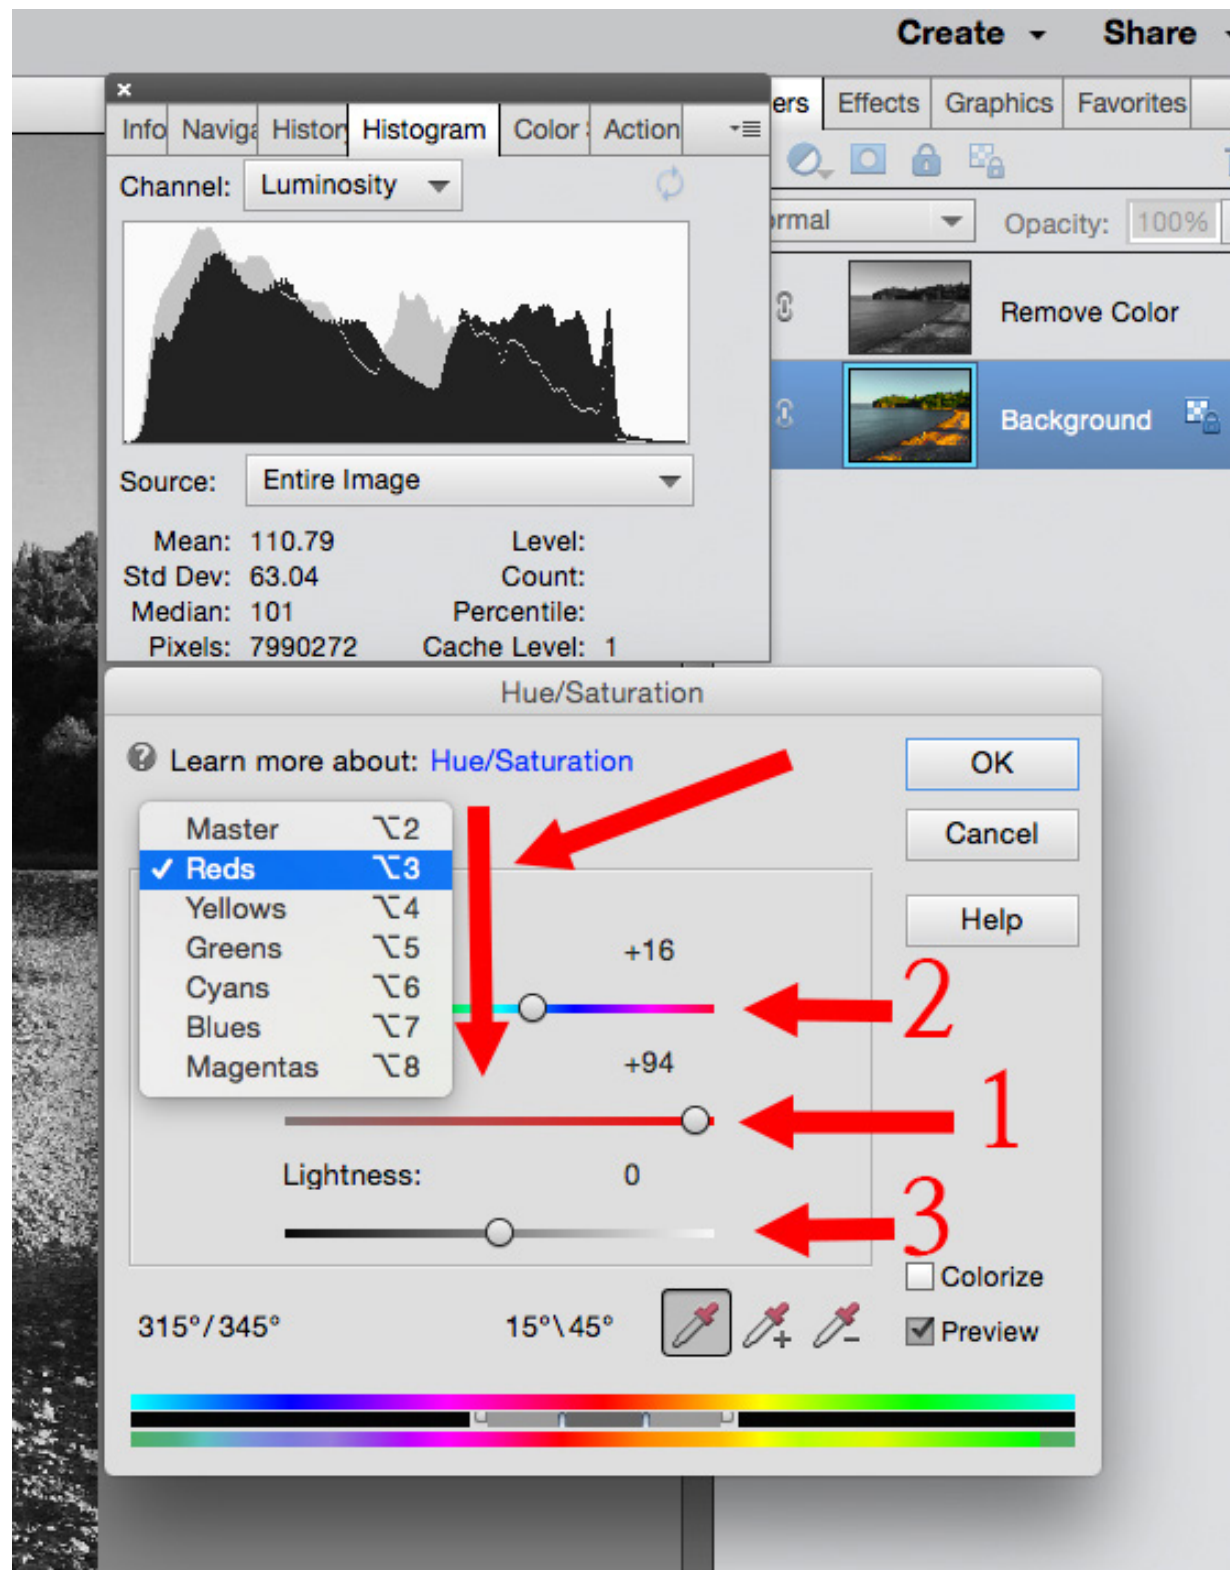 Create Share
Info Naviga History Histogram Color S Action
ers Effects Graphics Favorites
Channel: Luminosity
ormal Opacity: 100%
Remove Color
Background
Source: Entire Image
Mean: 110.79 Level:
Std Dev: 63.04 Count:
Median: 101 Percentile:
Pixels: 7990272 Cache Level: 1
Hue/Saturation
? Learn more about: Hue/Saturation
OK
Cancel
Help
Master ⌥2
✓ Reds ⌥3
Yellows ⌥4
Greens ⌥5
Cyans ⌥6
Blues ⌥7
Magentas ⌥8
+16
2
+94
1
Lightness: 0
3
Colorize
Preview
315°/345° 15°\45°